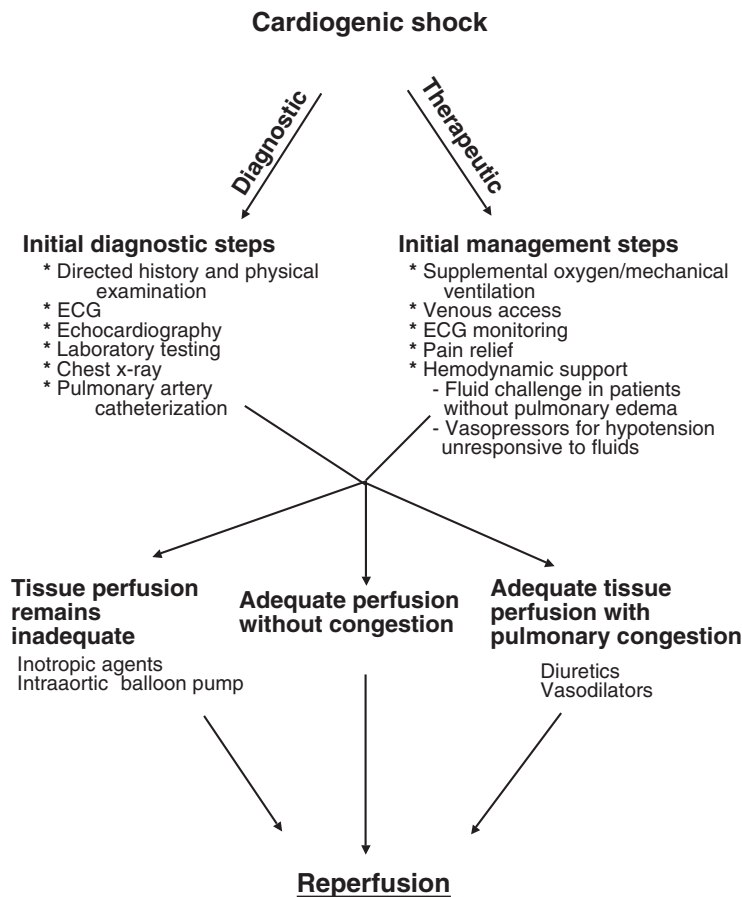 Cardiogenic shock
Diagnostic
Therapeutic
Initial diagnostic steps
* Directed history and physical
examination
* ECG
* Echocardiography
* Laboratory testing
* Chest x-ray
* Pulmonary artery
catheterization
Initial management steps
* Supplemental oxygen/mechanical
ventilation
* Venous access
* ECG monitoring
* Pain relief
* Hemodynamic support
- Fluid challenge in patients
without pulmonary edema
- Vasopressors for hypotension
unresponsive to fluids
Tissue perfusion
remains
inadequate
Inotropic agents
Intraaortic balloon pump
Adequate perfusion
without congestion
Adequate tissue
perfusion with
pulmonary congestion
Diuretics
Vasodilators
Reperfusion